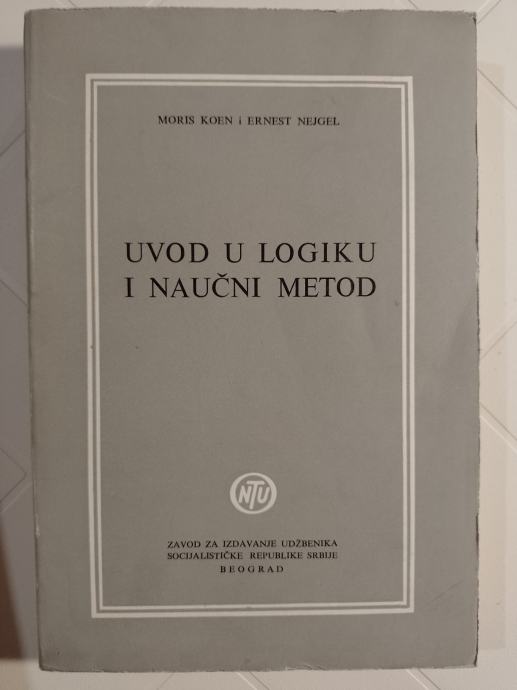 MORIS KOEN i ERNEST NEJGEL
UVOD U LOGIKU
I NAUČNI METOD
NTU
ZAVOD ZA IZDAVANJE UDŽBENIKA
SOCIJALISTIČKE REPUBLIKE SRBIJE
BEOGRAD